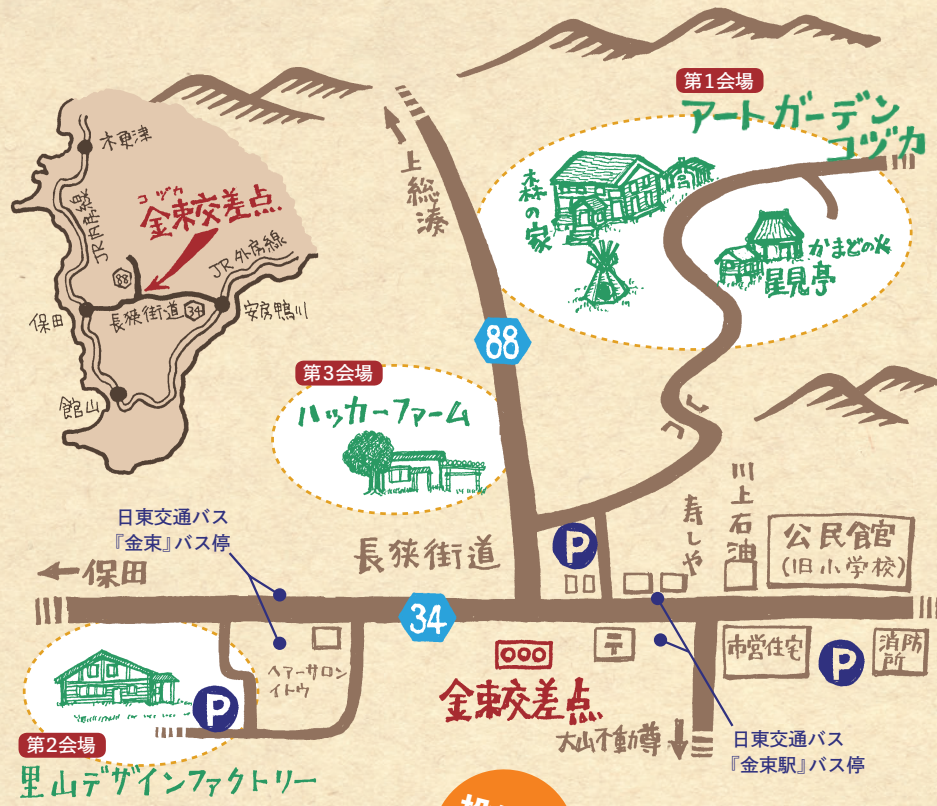 第1会場
アートガーデン
コヅカ
森の家
かまどの火
星見亭
上総湊
木更津
JR内房線
コヅカ
金束交差点
JR外房線
88
保田
長狭街道
34
安房鴨川
館山
88
第3会場
ハッカーファーム
日東交通バス
『金束』バス停
長狭街道
P
寿しや
川上石油
公民館
(旧小学校)
保田
34
ヘアーサロン
イトウ
〒
市営住宅
P
消防所
金束交差点
P
大山不動尊
日東交通バス
『金束駅』バス停
第2会場
里山デザインファクトリー